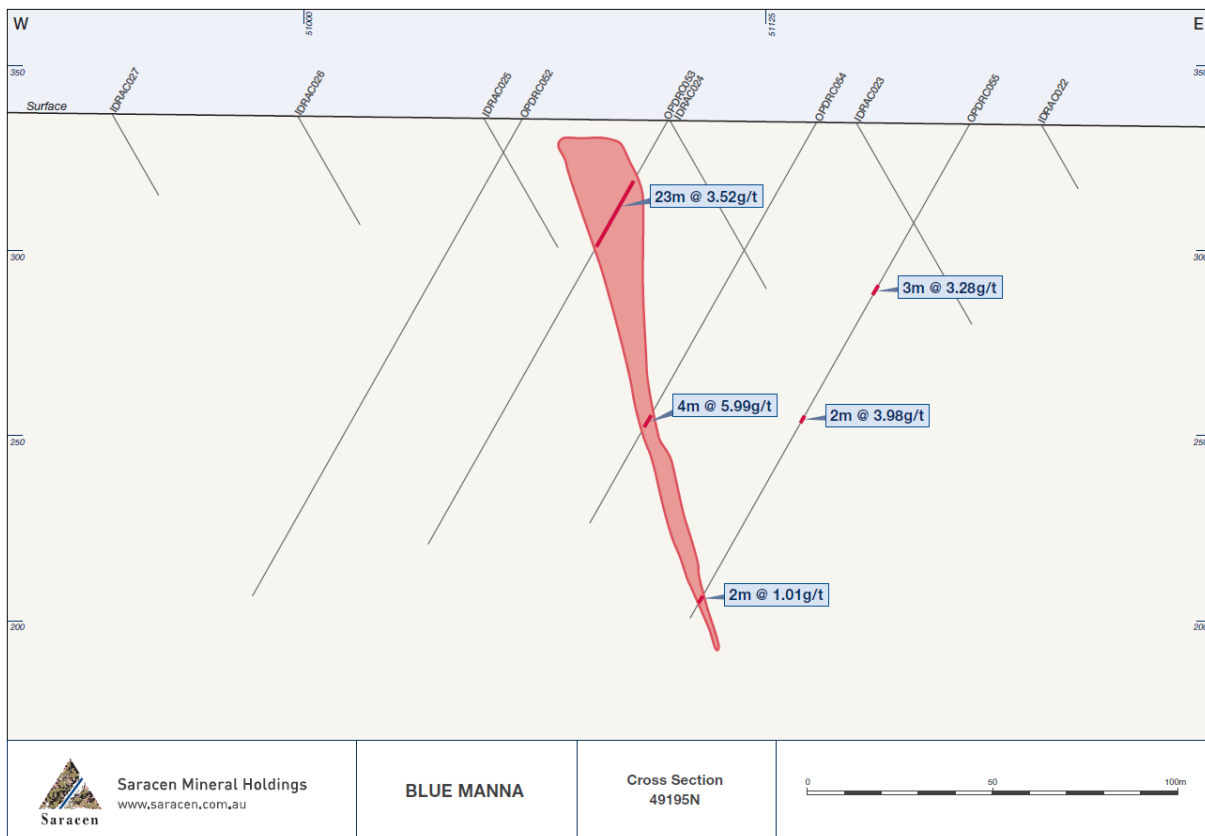 W
E
51000
51125
350
350
IDRAC027
IDRAC026
IDRAC025
OPDRC052
OPDRC053
IDRAC024
OPDRC054
IDRAC023
OPDRC055
IDRAC022
Surface
23m @ 3.52g/t
300
300
3m @ 3.28g/t
4m @ 5.99g/t
2m @ 3.98g/t
250
250
2m @ 1.01g/t
200
200
Saracen
Saracen Mineral Holdings
www.saracen.com.au
BLUE MANNA
Cross Section
49195N
0 50 100m